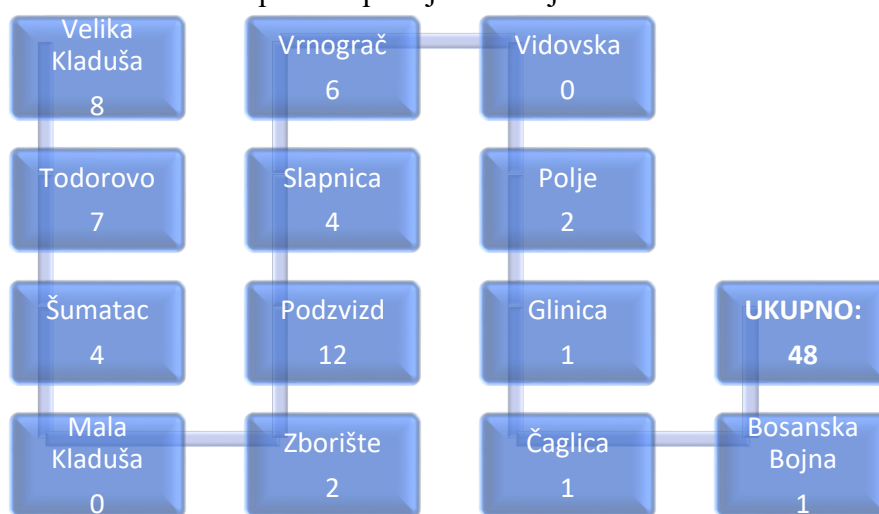 Velika
Kladuša
8
Todorovo
7
Šumatac
4
Mala
Kladuša
0
Zborište
2
Podzvizd
12
Slapnica
4
Vrnograč
6
Vidovska
0
Polje
2
Glinica
1
Čaglica
1
Bosanska
Bojna
1
UKUPNO:
48